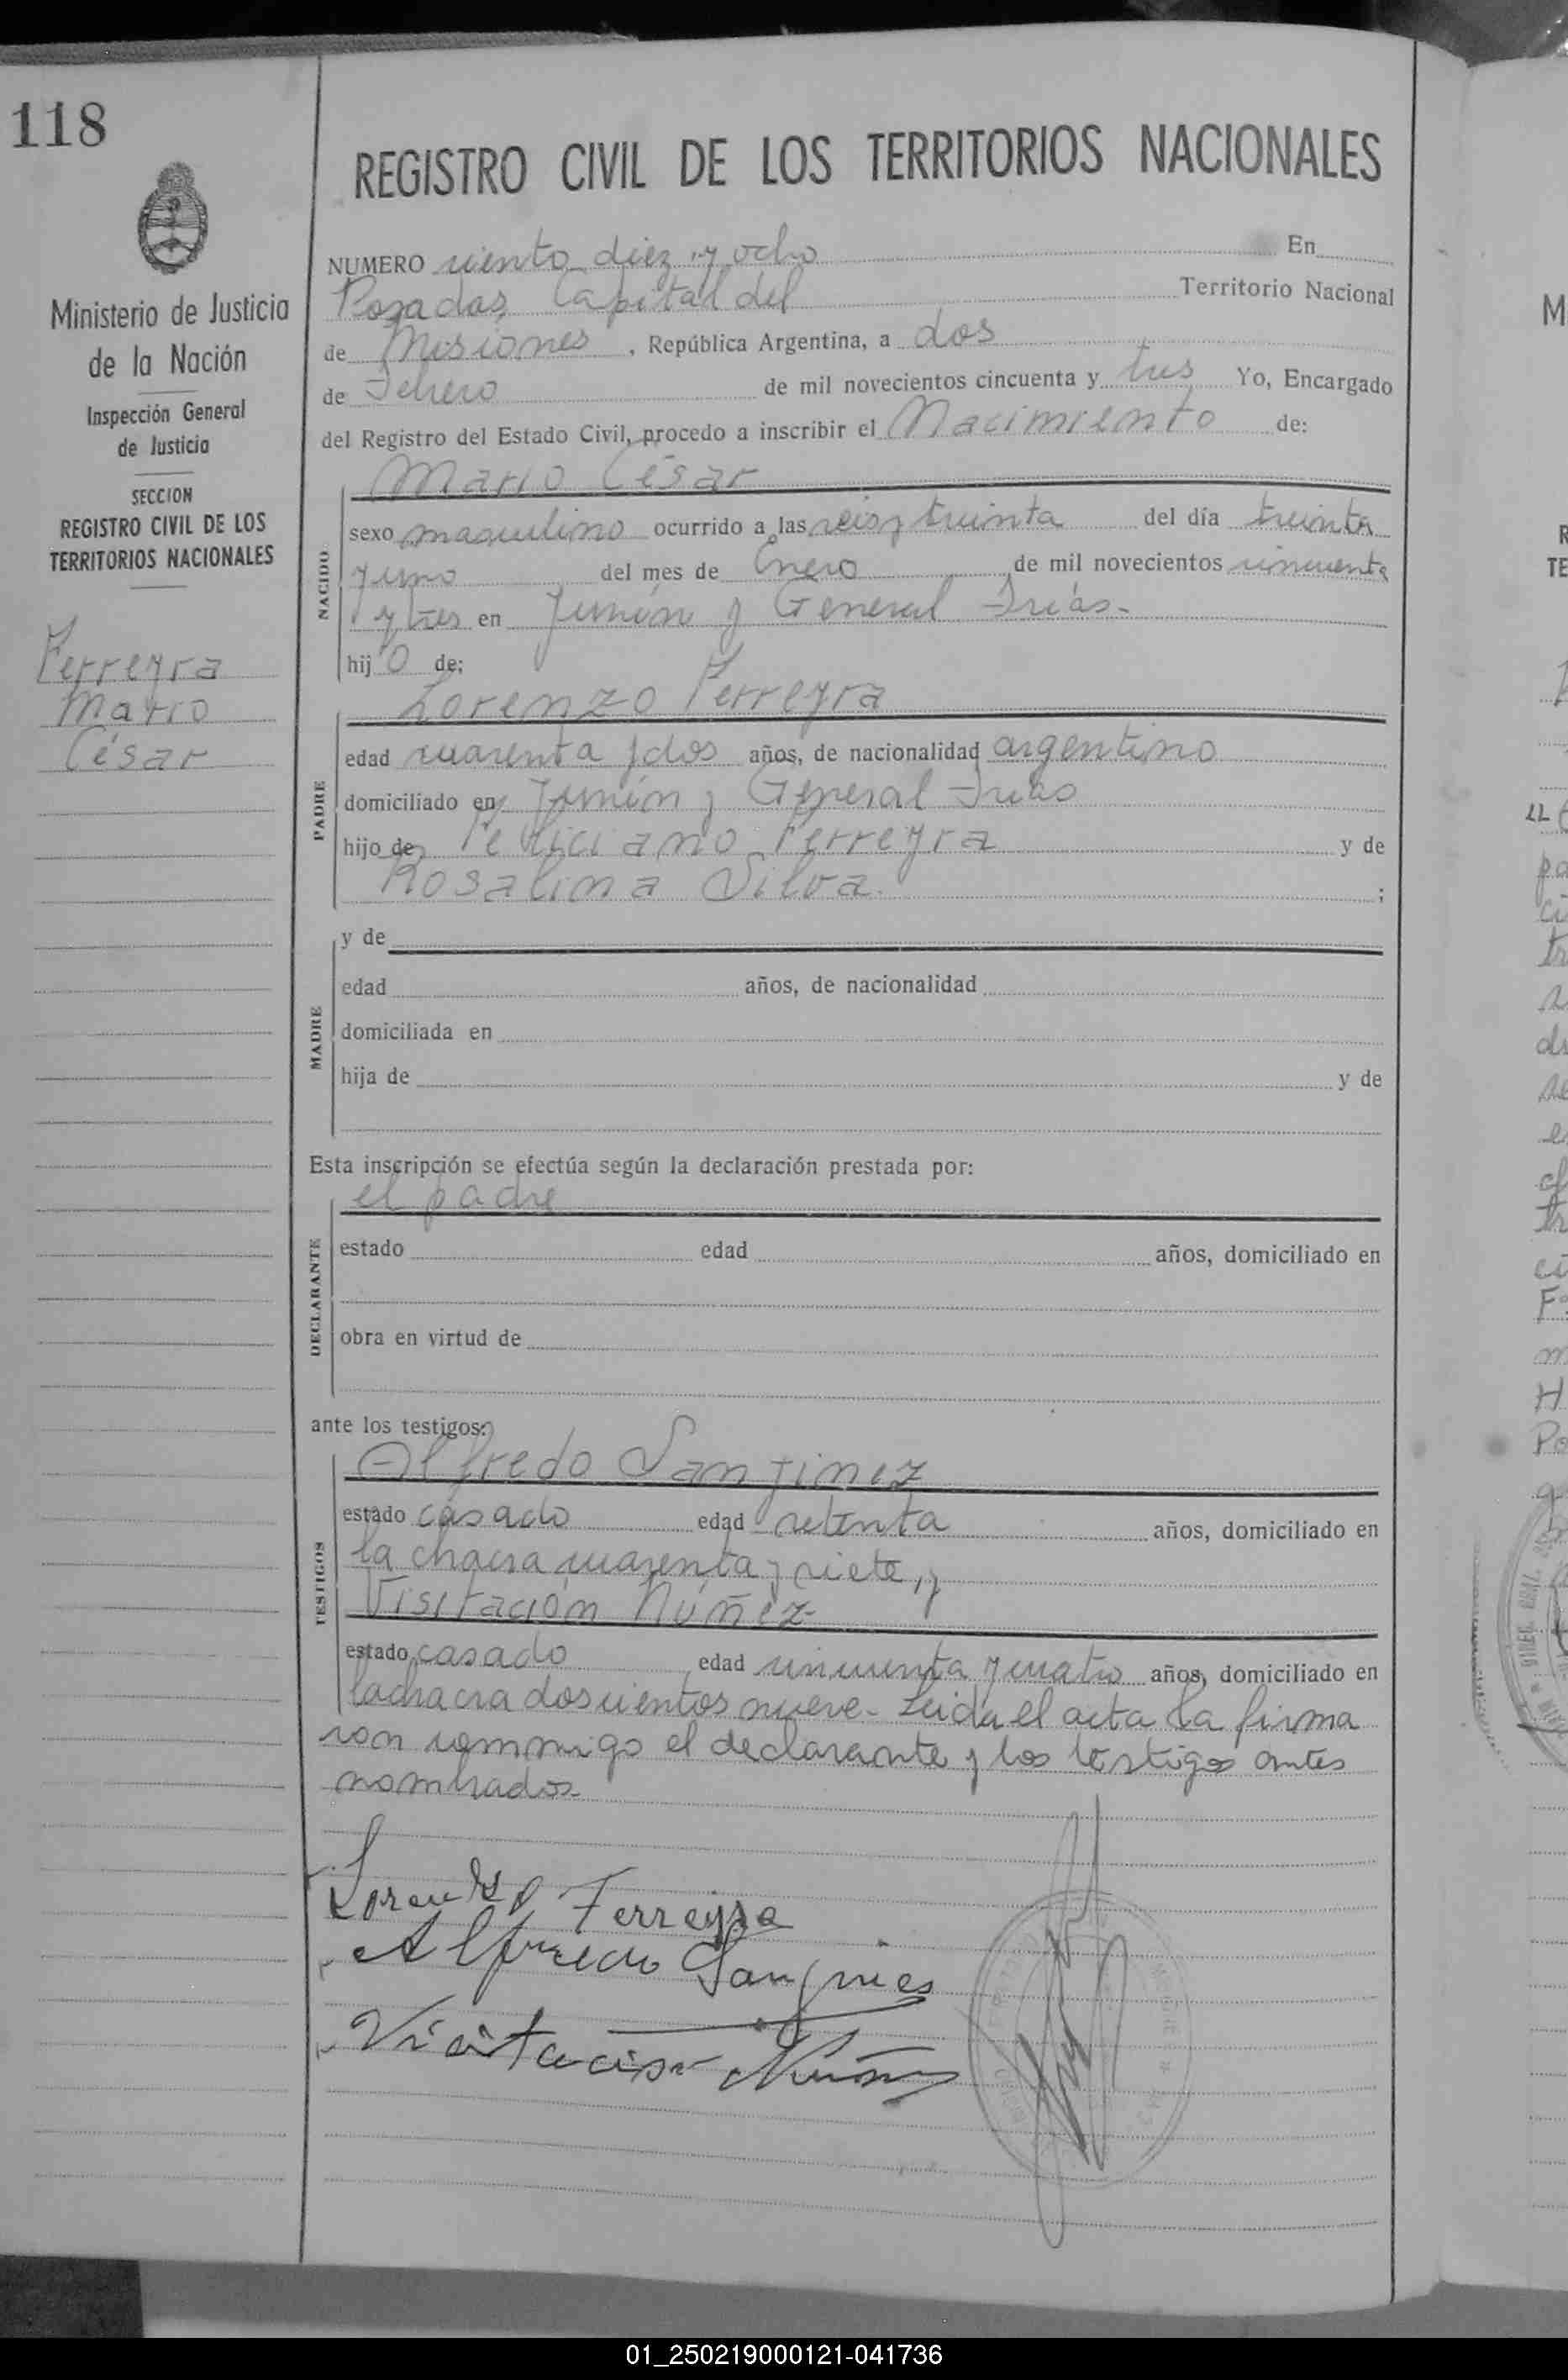 118
REGISTRO CIVIL DE LOS TERRITORIOS NACIONALES
Ministerio de Justicia
de la Nación
Inspección General
de Justicia
SECCION
REGISTRO CIVIL DE LOS
TERRITORIOS NACIONALES
Ferreyra
Mario
César
NUMERO ciento diez y ocho En
Posadas, Capital del Territorio Nacional
de Misiones, República Argentina, a dos
de Febrero de mil novecientos cincuenta y tres Yo, Encargado
del Registro del Estado Civil, procedo a inscribir el Nacimiento de:
NACIDO
Mario César
sexo masculino ocurrido a las seis y treinta del día treinta
y uno del mes de Enero de mil novecientos cincuenta
y tres en Junín y General Frías.-
hijo de:
PADRE
Lorenzo Ferreyra
edad cuarenta y dos años, de nacionalidad argentino
domiciliado en Junín y General Frías
hijo de Feliciano Ferreyra y de
Rosalina Silva. ;
MADRE
y de
edad años, de nacionalidad
domiciliada en
hija de y de
Esta inscripción se efectúa según la declaración prestada por:
DECLARANTE
el padre
estado edad años, domiciliado en
obra en virtud de
ante los testigos:
TESTIGOS
Alfredo Sanjinez
estado casado edad setenta años, domiciliado en
la chacra cuarenta y siete, y
Visitación Núñez
estado casado edad cincuenta y cuatro años, domiciliado en
la chacra doscientos nueve.- Leida el acta la firma
ron conmigo el declarante y los testigos antes
nombrados.-
Lorenzo Ferreyra
Alfredo Sanjines
Visitacion Núñez
01_250219000121-041736